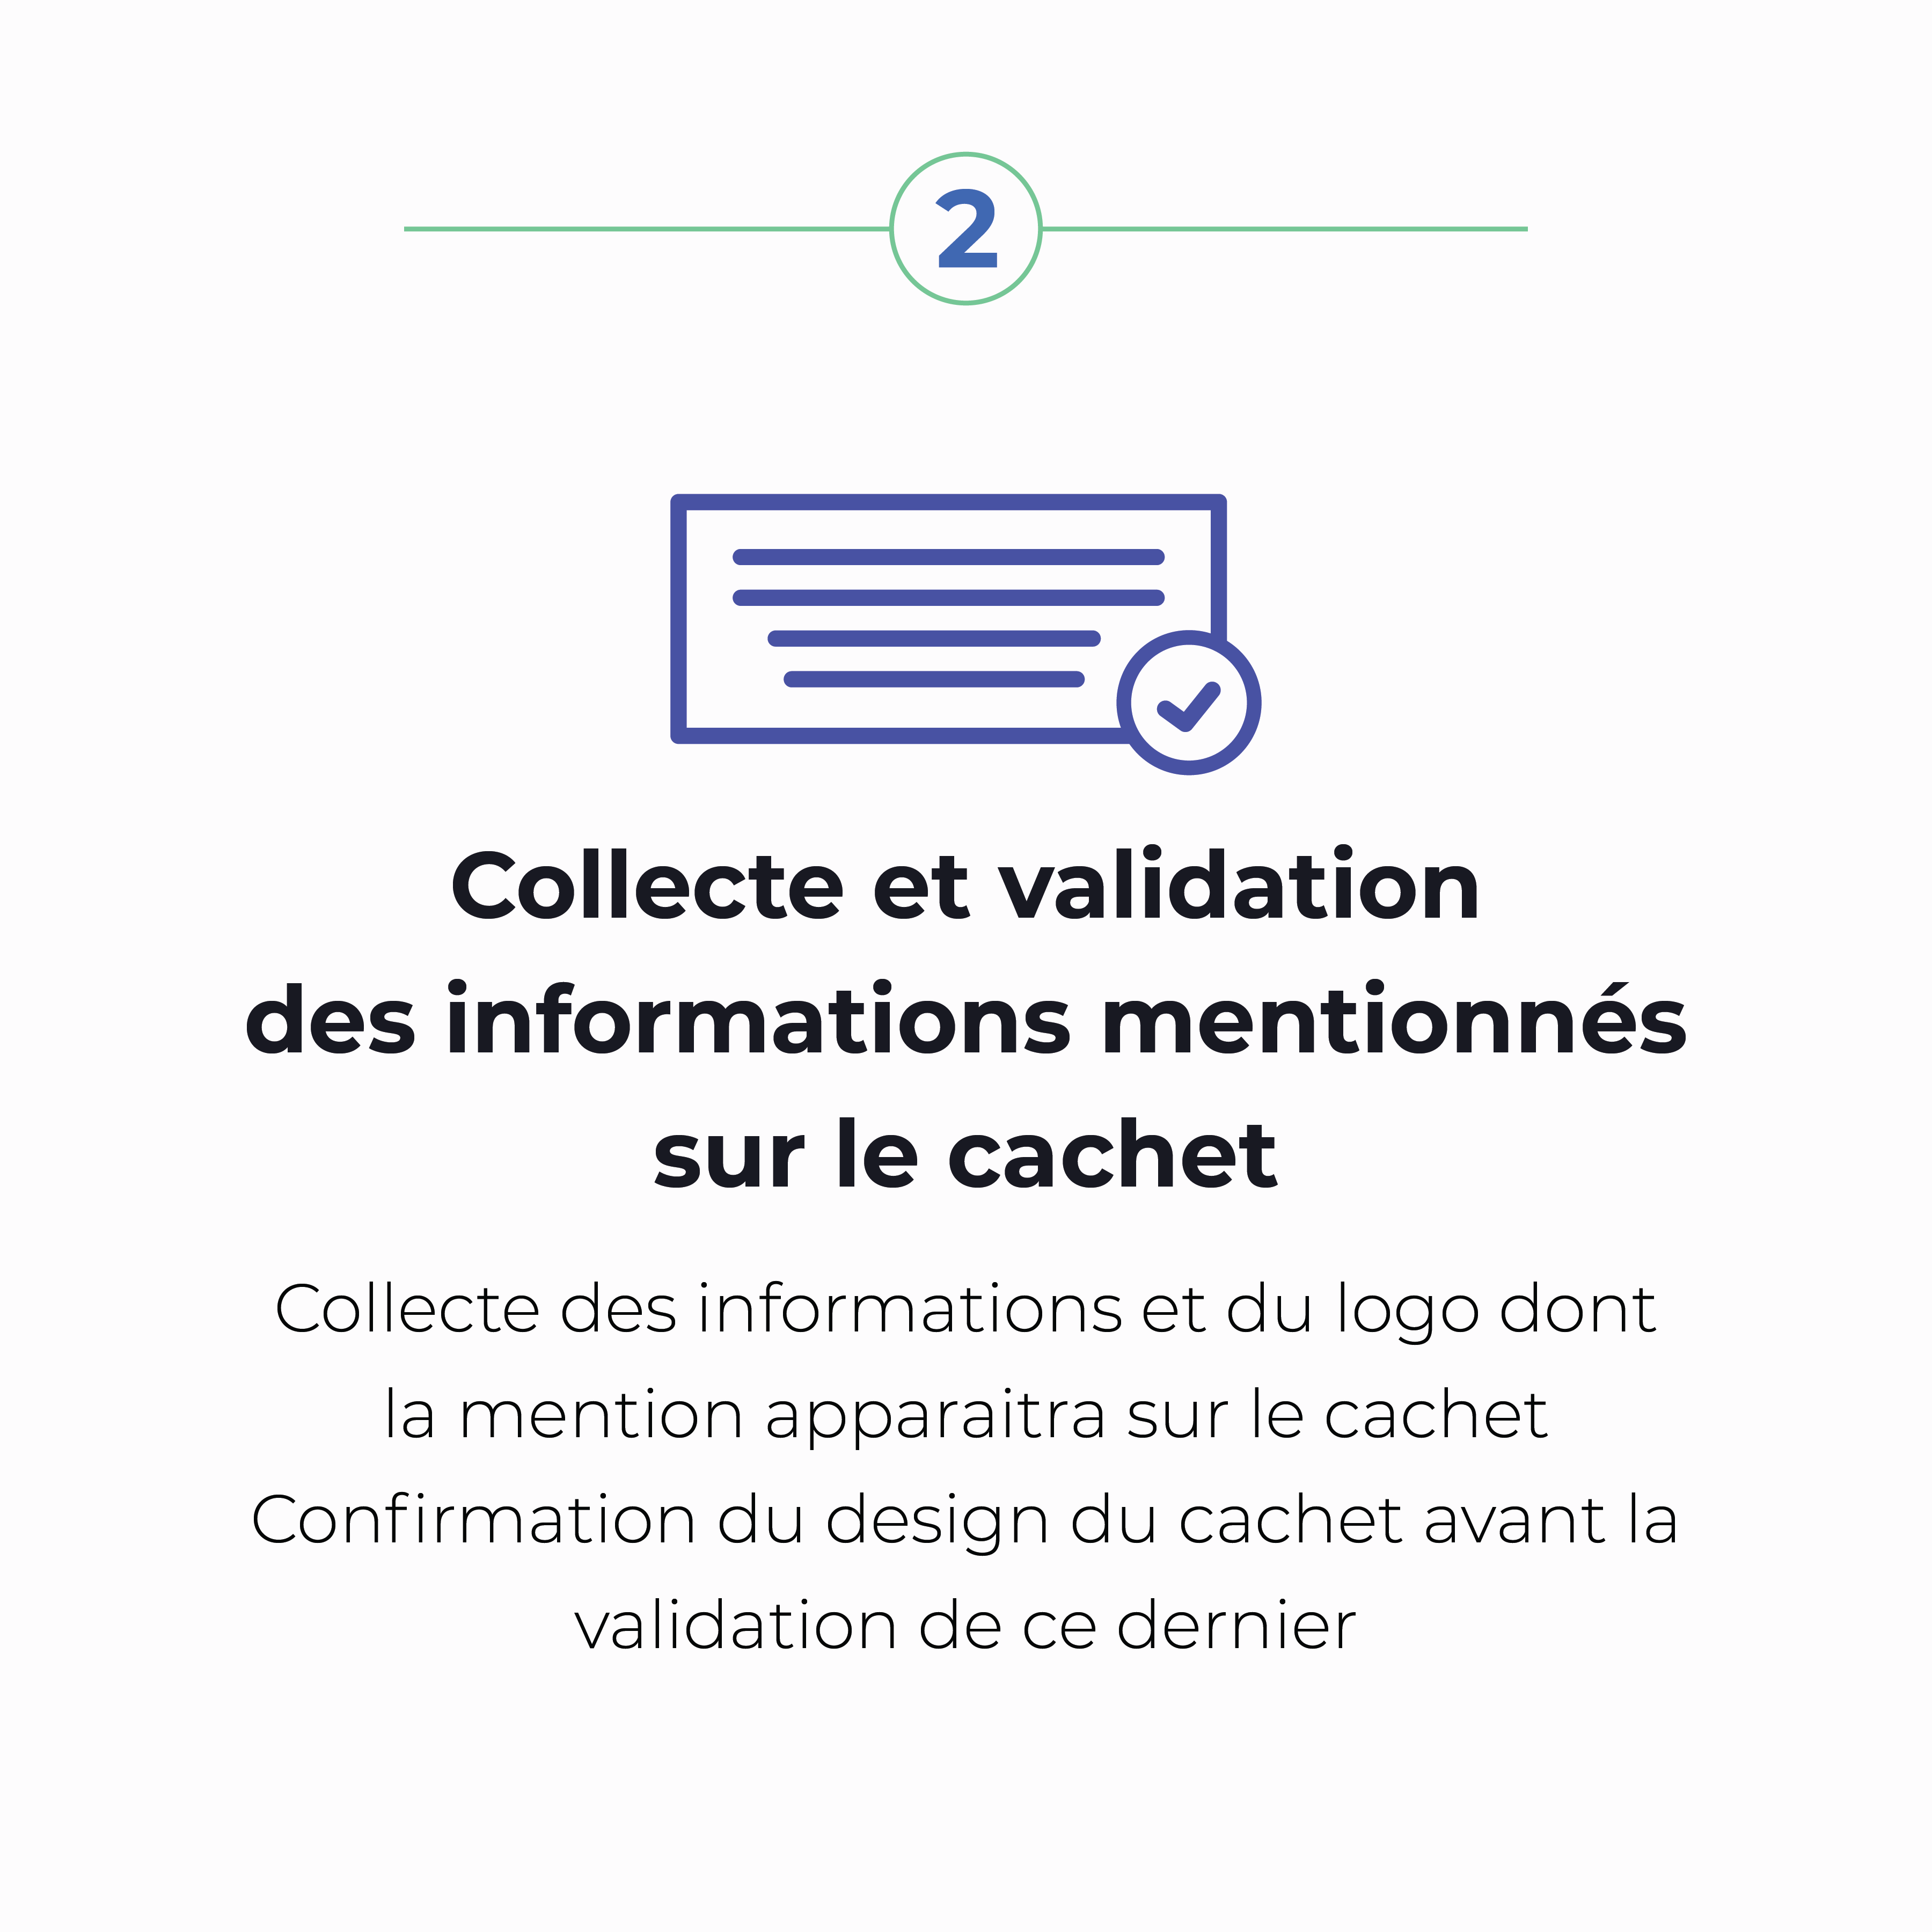 2
Collecte et validation
des informations mentionnés
sur le cachet
Collecte des informations et du logo dont
la mention apparaitra sur le cachet
Confirmation du design du cachet avant la
validation de ce dernier